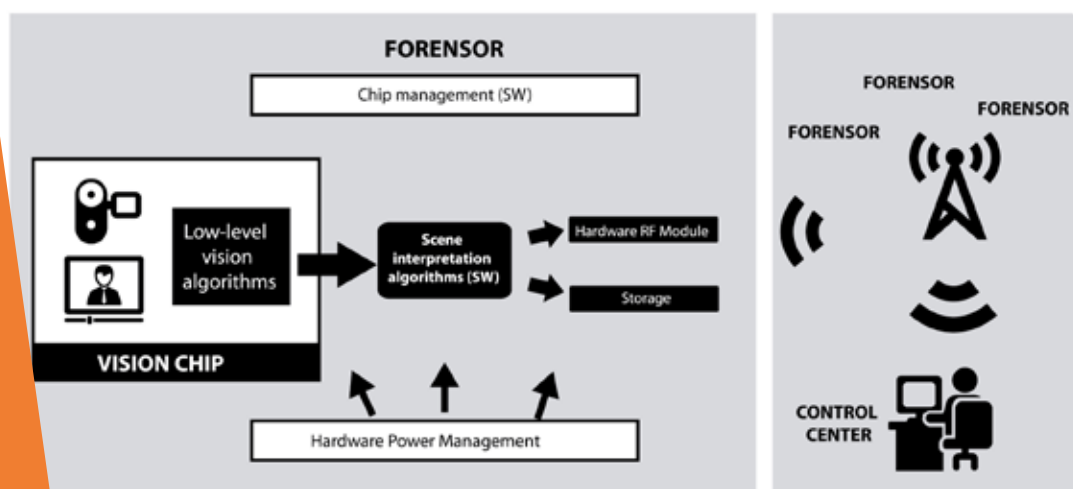 FORENSOR
Chip management (SW)
Low-level
vision
algorithms
VISION CHIP
Scene
interpretation
algorithms (SW)
Hardware RF Module
Storage
Hardware Power Management
FORENSOR
FORENSOR
FORENSOR
CONTROL
CENTER